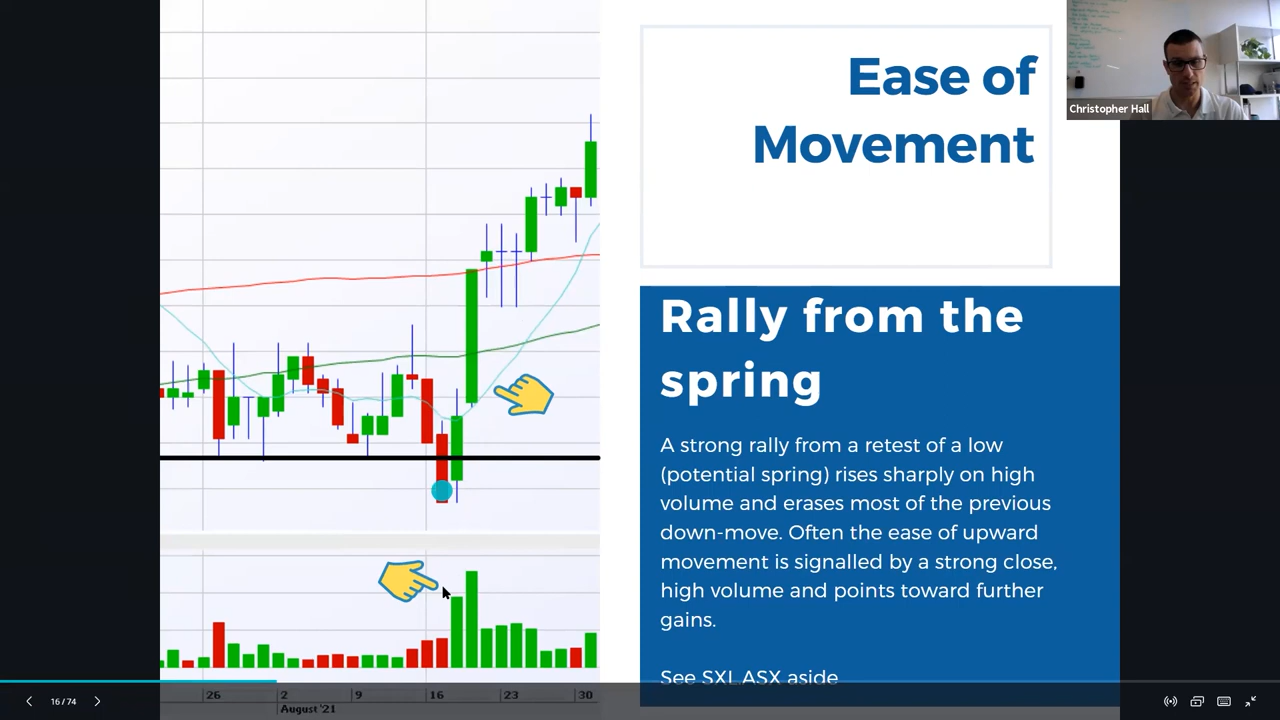 Ease of
Movement
Christopher Hall
Rally from the
spring
A strong rally from a retest of a low
(potential spring) rises sharply on high
volume and erases most of the previous
down-move. Often the ease of upward
movement is signalled by a strong close,
high volume and points toward further
gains.
See SXL.ASX aside
26 2 9 16 23 30
August '21
16 / 74